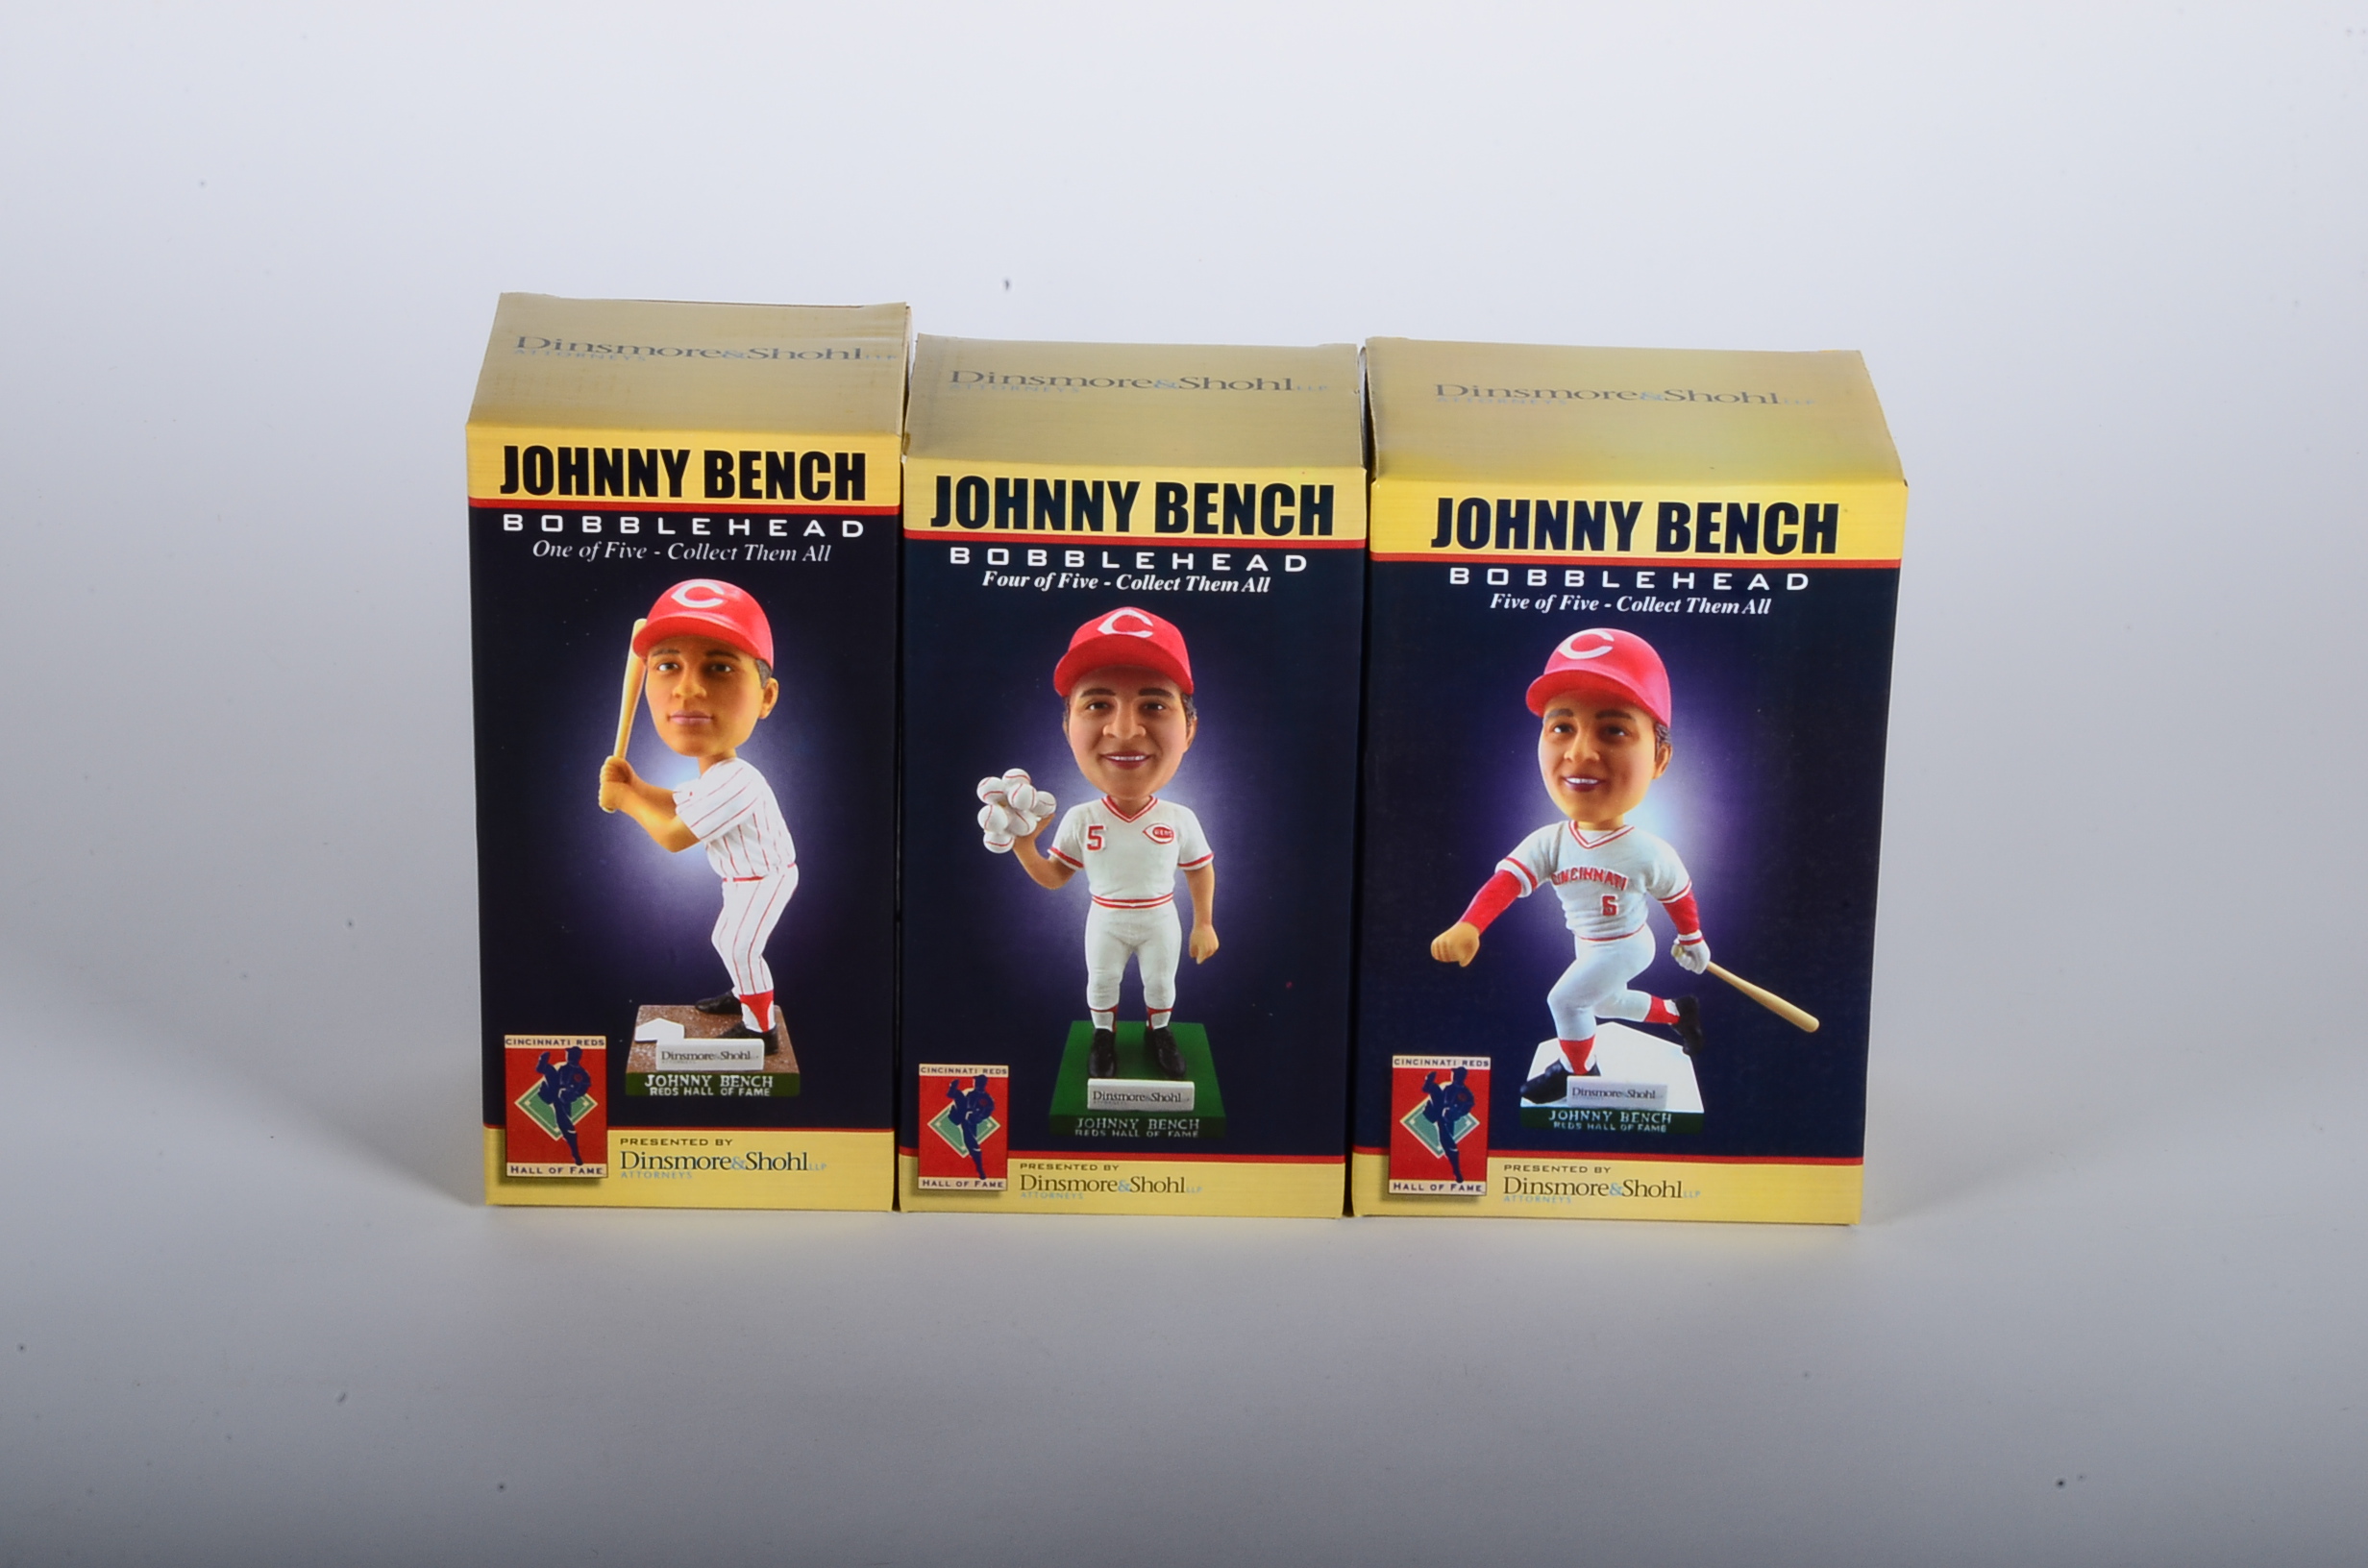 Dinsmore&Shohl LLP
ATTORNEYS
JOHNNY BENCH
BOBBLEHEAD
One of Five - Collect Them All
C
Dinsmore&Shohl
JOHNNY BENCH
REDS HALL OF FAME
CINCINNATI REDS
HALL OF FAME
PRESENTED BY
Dinsmore&Shohl LLP
ATTORNEYS
Dinsmore&Shohl LLP
ATTORNEYS
JOHNNY BENCH
BOBBLEHEAD
Four of Five - Collect Them All
C
5
REDS
Dinsmore&Shohl
JOHNNY BENCH
REDS HALL OF FAME
CINCINNATI REDS
HALL OF FAME
PRESENTED BY
Dinsmore&Shohl LLP
ATTORNEYS
Dinsmore&Shohl LLP
ATTORNEYS
JOHNNY BENCH
BOBBLEHEAD
Five of Five - Collect Them All
C
CINCINNATI
5
Dinsmore&Shohl
JOHNNY BENCH
REDS HALL OF FAME
CINCINNATI REDS
HALL OF FAME
PRESENTED BY
Dinsmore&Shohl LLP
ATTORNEYS